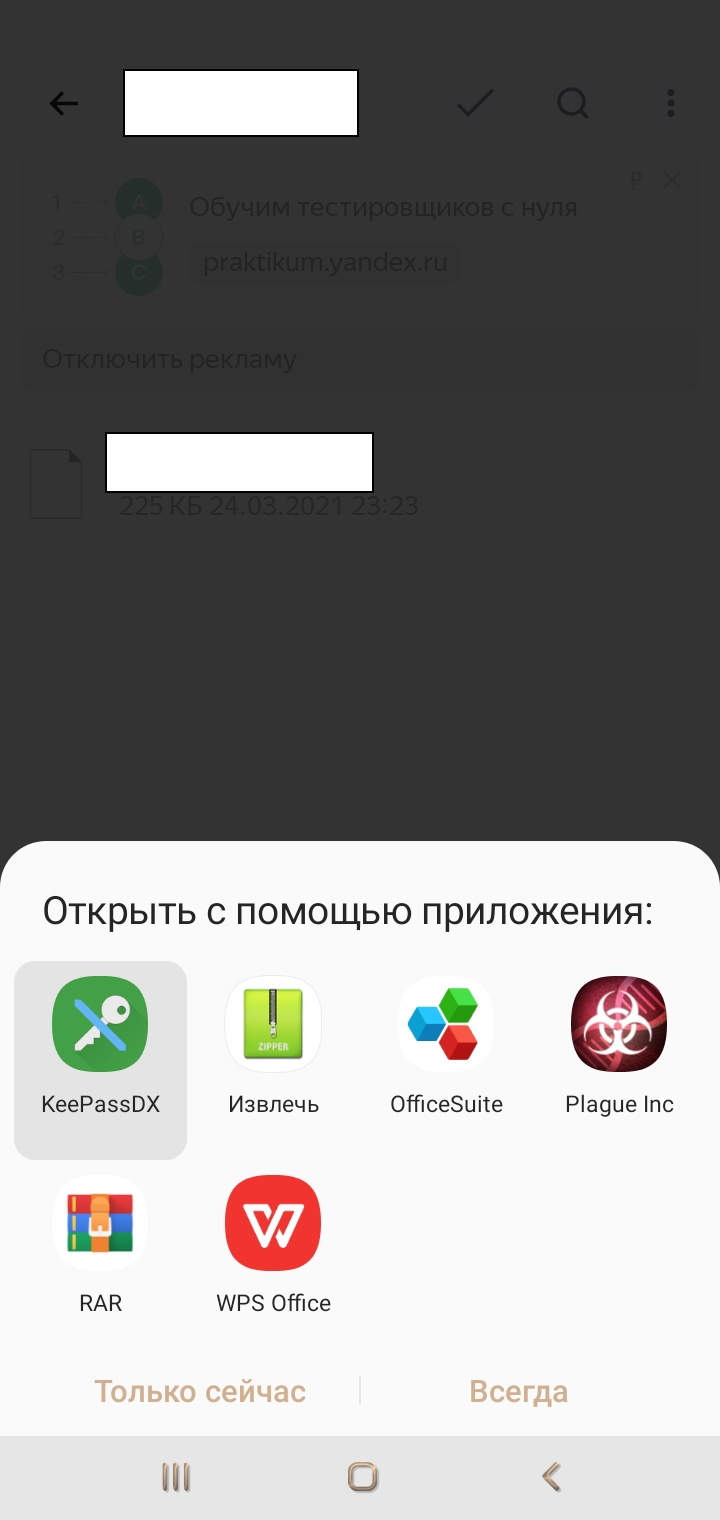 1 A
2 B
3 C
Обучим тестировщиков с нуля
₽
praktikum.yandex.ru
Отключить рекламу
225 КБ 24.03.2021 23:23
Открыть с помощью приложения:
ZIPPER
KeePassDX Извлечь OfficeSuite Plague Inc
RAR WPS Office
Только сейчас Всегда